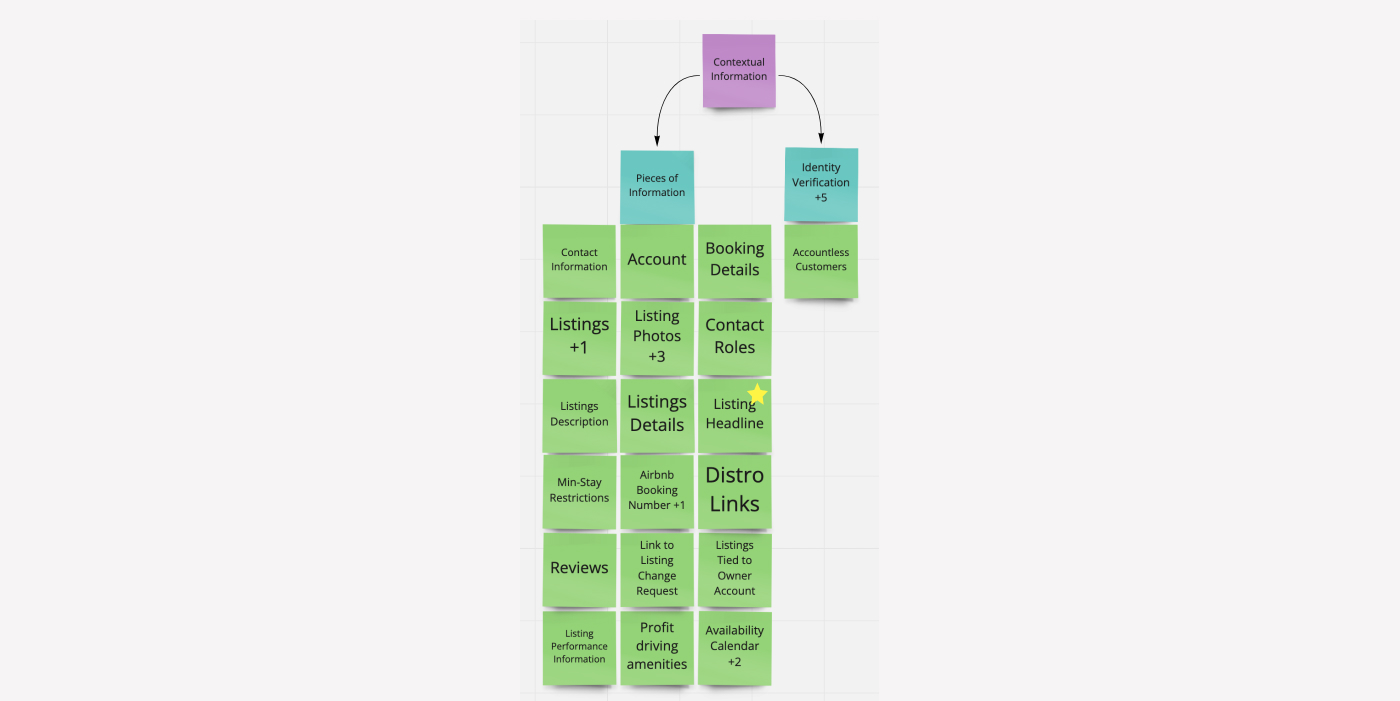 Contextual
Information
Pieces of
Information
Identity
Verification
+5
Contact
Information
Account
Booking
Details
Accountless
Customers
Listings
+1
Listing
Photos
+3
Contact
Roles
Listings
Description
Listings
Details
Listing
Headline
Min-Stay
Restrictions
Airbnb
Booking
Number +1
Distro
Links
Reviews
Link to
Listing
Change
Request
Listings
Tied to
Owner
Account
Listing
Performance
Information
Profit
driving
amenities
Availability
Calendar
+2